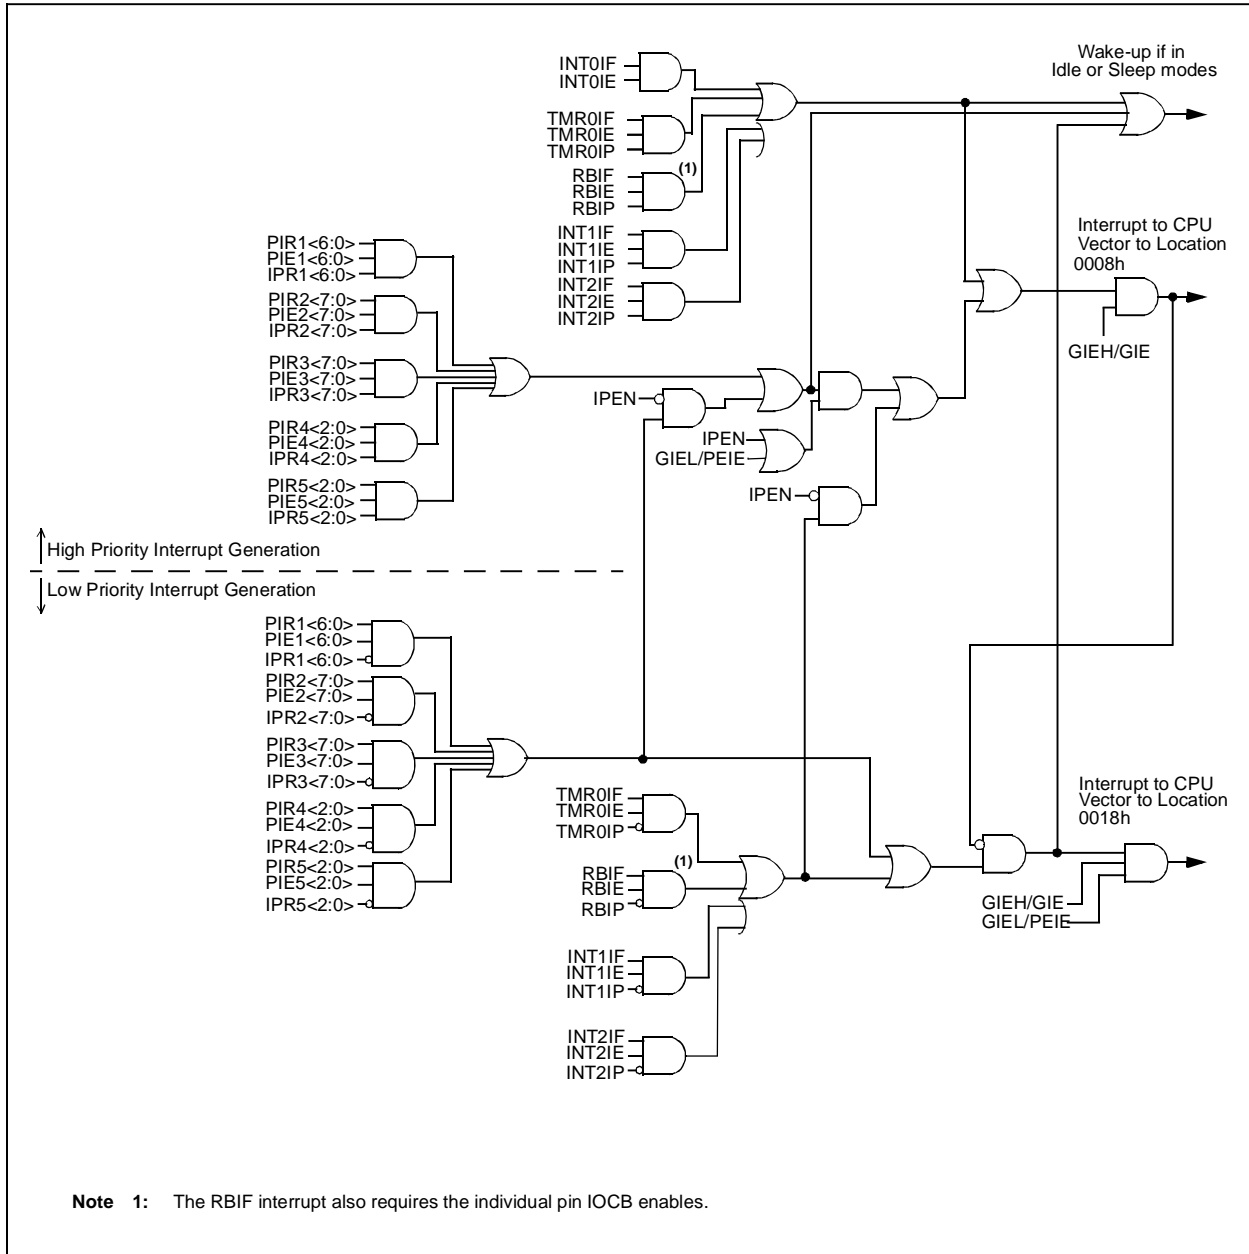 Wake-up if in
Idle or Sleep modes
INT0IF
INT0IE
TMR0IF
TMR0IE
TMR0IP
(1)
RBIF
RBIE
RBIP
INT1IF
INT1IE
INT1IP
INT2IF
INT2IE
INT2IP
Interrupt to CPU
Vector to Location
0008h
GIEH/GIE
PIR1<6:0>
PIE1<6:0>
IPR1<6:0>
PIR2<7:0>
PIE2<7:0>
IPR2<7:0>
PIR3<7:0>
PIE3<7:0>
IPR3<7:0>
PIR4<2:0>
PIE4<2:0>
IPR4<2:0>
PIR5<2:0>
PIE5<2:0>
IPR5<2:0>
IPEN
IPEN
GIEL/PEIE
IPEN
High Priority Interrupt Generation
Low Priority Interrupt Generation
PIR1<6:0>
PIE1<6:0>
IPR1<6:0>
PIR2<7:0>
PIE2<7:0>
IPR2<7:0>
PIR3<7:0>
PIE3<7:0>
IPR3<7:0>
PIR4<2:0>
PIE4<2:0>
IPR4<2:0>
PIR5<2:0>
PIE5<2:0>
IPR5<2:0>
TMR0IF
TMR0IE
TMR0IP
(1)
RBIF
RBIE
RBIP
INT1IF
INT1IE
INT1IP
INT2IF
INT2IE
INT2IP
Interrupt to CPU
Vector to Location
0018h
GIEH/GIE
GIEL/PEIE
Note 1: The RBIF interrupt also requires the individual pin IOCB enables.